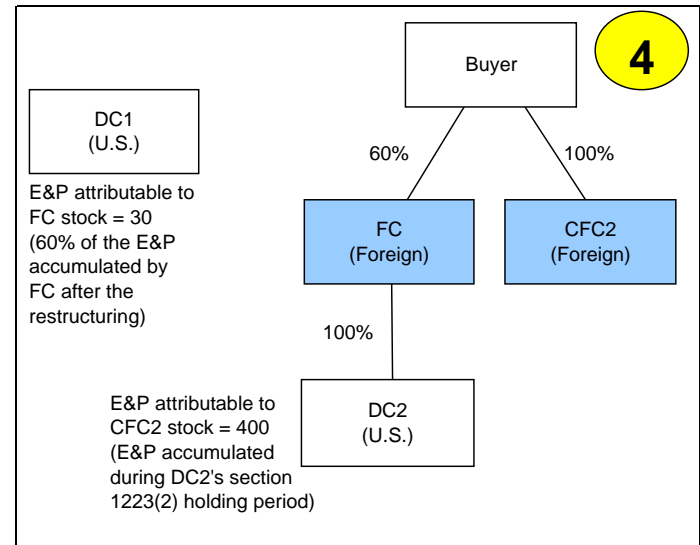 4
Buyer
DC1
(U.S.)
60%
100%
E&P attributable to
FC stock = 30
(60% of the E&P
accumulated by
FC after the
restructuring)
FC
(Foreign)
CFC2
(Foreign)
100%
E&P attributable to
CFC2 stock = 400
(E&P accumulated
during DC2's section
1223(2) holding period)
DC2
(U.S.)